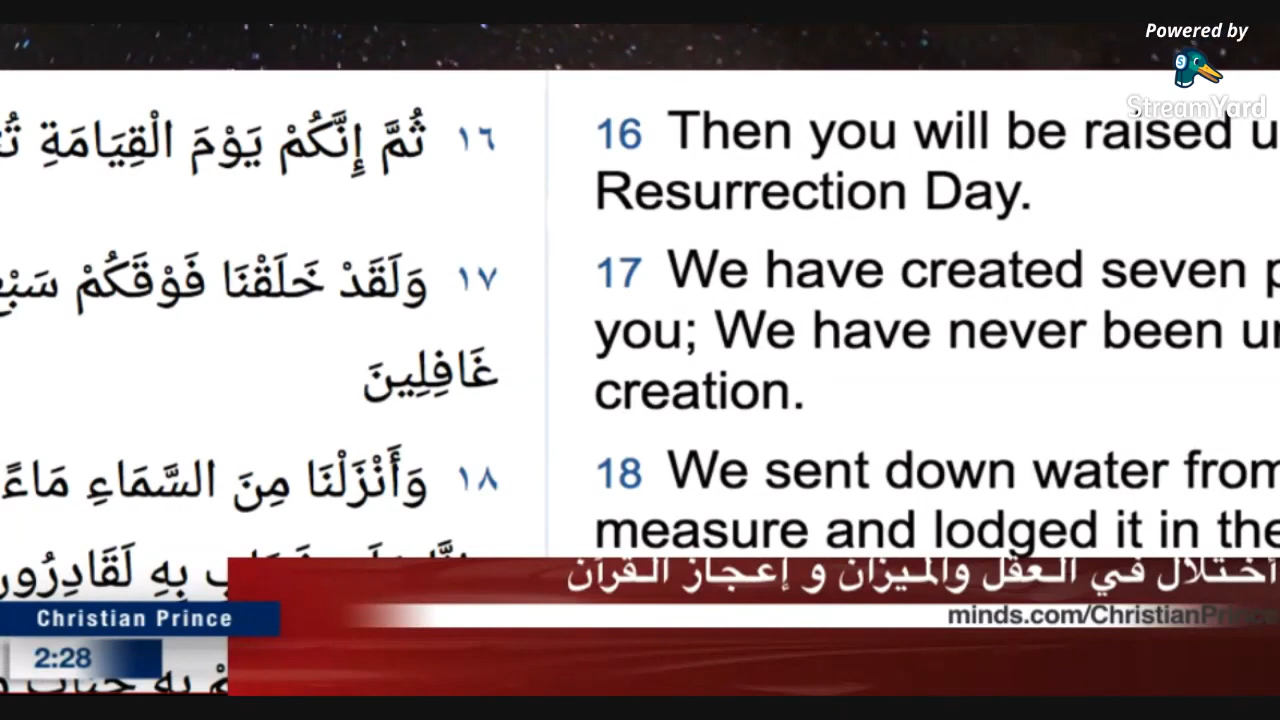 Powered by
StreamYard
١٦ ثُمَّ إِنَّكُمْ يَوْمَ الْقِيَامَةِ
16 Then you will be raised
Resurrection Day.
١٧ وَلَقَدْ خَلَقْنَا فَوْقَكُمْ
17 We have created seven
you; We have never been
غَافِلِينَ
creation.
١٨ وَأَنْزَلْنَا مِنَ السَّمَاءِ مَاءً
18 We sent down water from
measure and lodged it in the
بِهِ لَقَادِرُون
أختلال في العقل والميزان و إعجاز القرآن
Christian Prince
minds.com/ChristianPrince
2:28